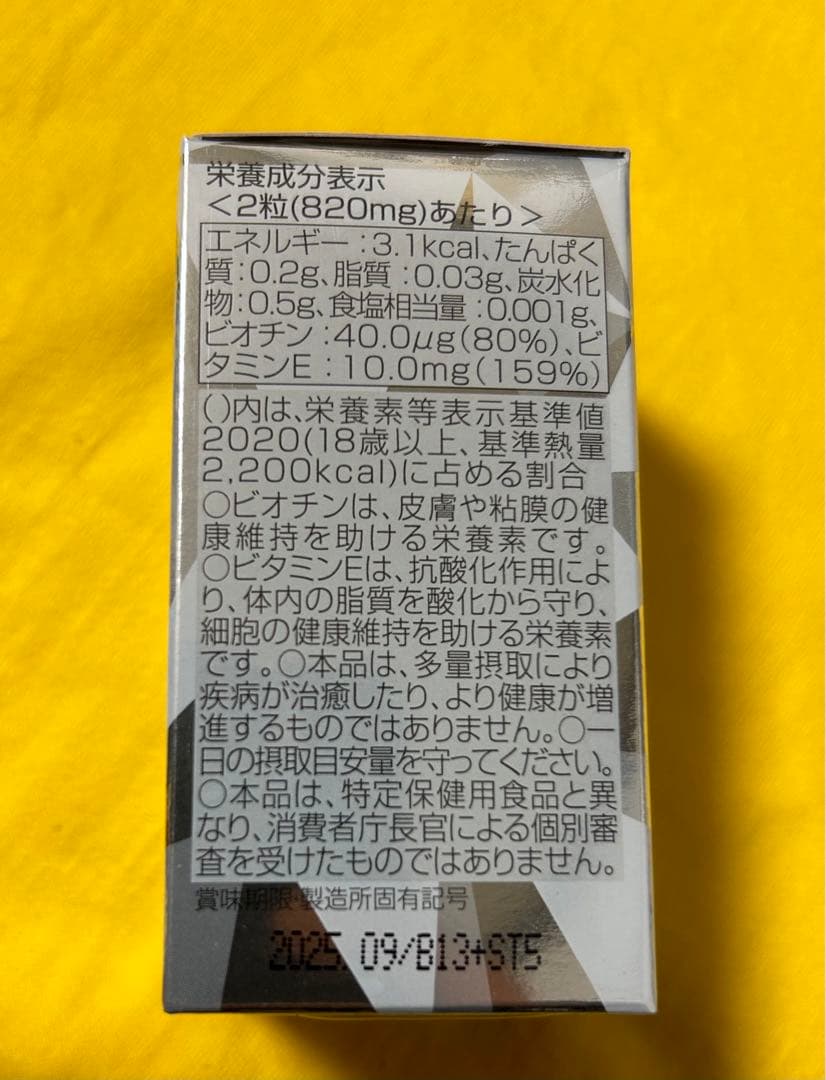 栄養成分表示
<2粒(820mg)あたり>
エネルギー:3.1kcal、たんぱく
質:0.2g、脂質:0.03g、炭水化
物:0.5g、食塩相当量:0.001g、
ビオチン:40.0μg(80%)、ビ
タミンE:10.0mg(159%)
()内は、栄養素等表示基準値
2020(18歳以上、基準熱量
2,200kcal)に占める割合
○ビオチンは、皮膚や粘膜の健
康維持を助ける栄養素です。
○ビタミンEは、抗酸化作用によ
り、体内の脂質を酸化から守り、
細胞の健康維持を助ける栄養素
です。○本品は、多量摂取により
疾病が治癒したり、より健康が増
進するものではありません。○一
日の摂取目安量を守ってください。
○本品は、特定保健用食品と異
なり、消費者庁長官による個別審
査を受けたものではありません。
賞味期限・製造所固有記号
2025.09/B13+ST5